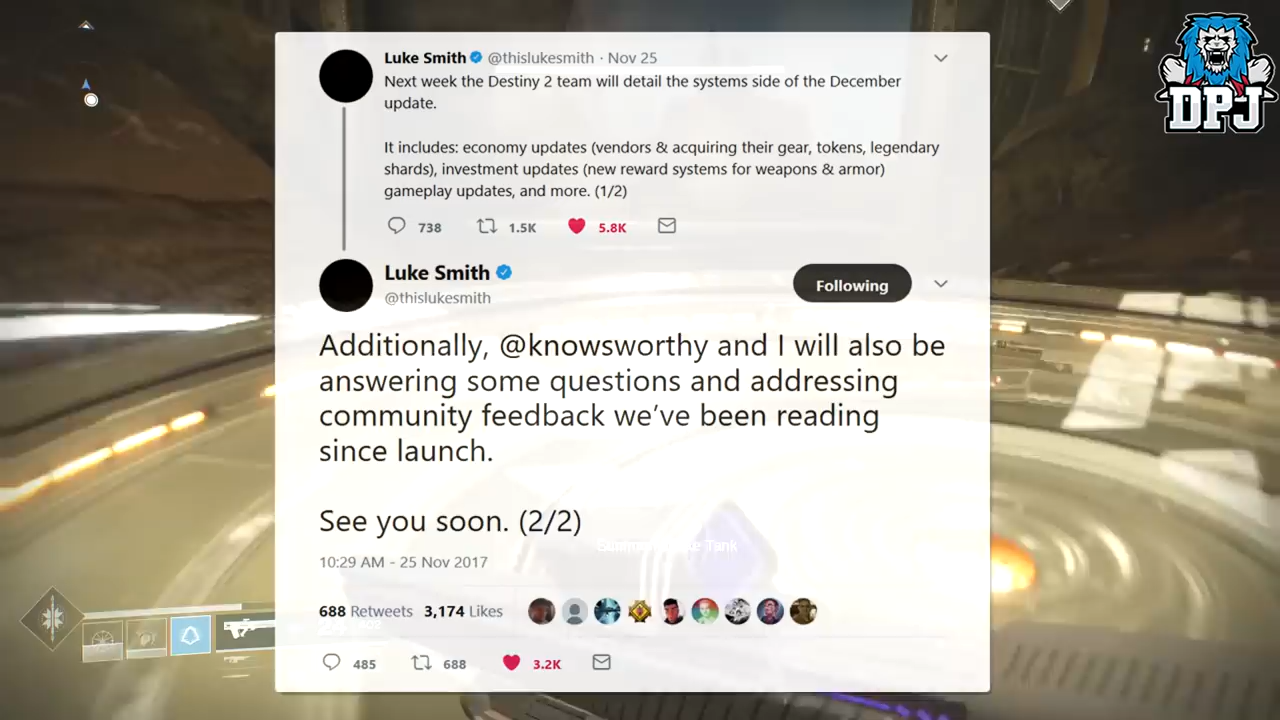 Luke Smith @thislukesmith · Nov 25
Next week the Destiny 2 team will detail the systems side of the December
update.
It includes: economy updates (vendors & acquiring their gear, tokens, legendary
shards), investment updates (new reward systems for weapons & armor)
gameplay updates, and more. (1/2)
738 1.5K 5.8K
Luke Smith
@thislukesmith
Following
Additionally, @knowsworthy and I will also be
answering some questions and addressing
community feedback we've been reading
since launch.
See you soon. (2/2)
Tank
10:29 AM - 25 Nov 2017
688 Retweets 3,174 Likes
485 688 3.2K
DPJ